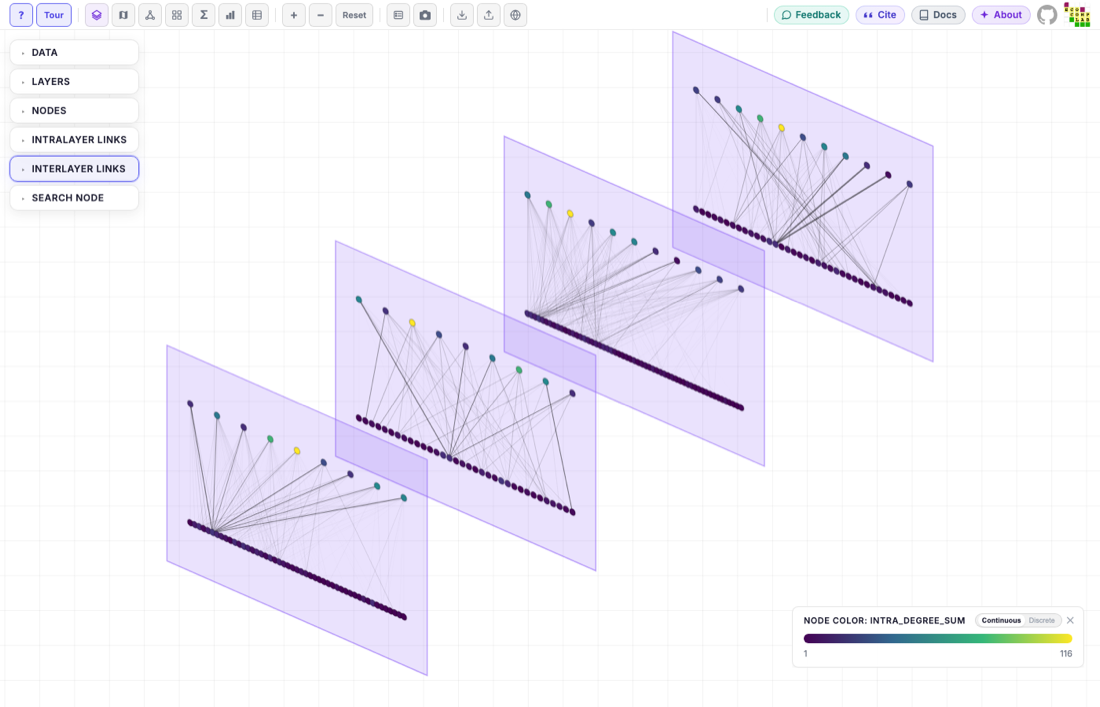 ? Tour Reset Feedback Cite Docs About
DATA
LAYERS
NODES
INTRALAYER LINKS
INTERLAYER LINKS
SEARCH NODE
NODE COLOR: INTRA_DEGREE_SUM Continuous Discrete
1 116